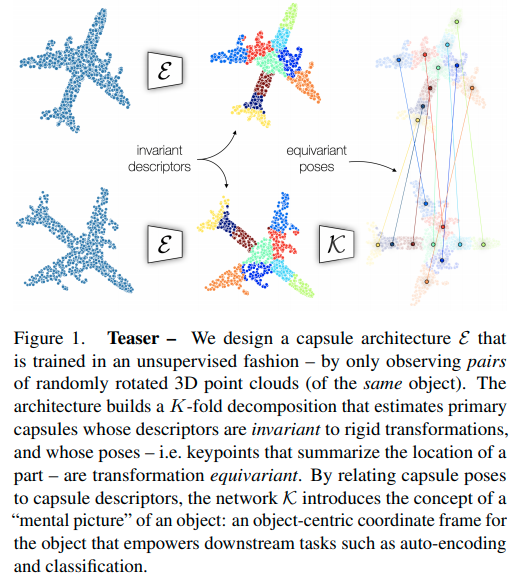 ℰ
invariant
descriptors
equivariant
poses
ℰ
𝒦
Figure 1. Teaser – We design a capsule architecture ℰ that
is trained in an unsupervised fashion – by only observing pairs
of randomly rotated 3D point clouds (of the same object). The
architecture builds a K-fold decomposition that estimates primary
capsules whose descriptors are invariant to rigid transformations,
and whose poses – i.e. keypoints that summarize the location of a
part – are transformation equivariant. By relating capsule poses
to capsule descriptors, the network 𝒦 introduces the concept of a
“mental picture” of an object: an object-centric coordinate frame for
the object that empowers downstream tasks such as auto-encoding
and classification.